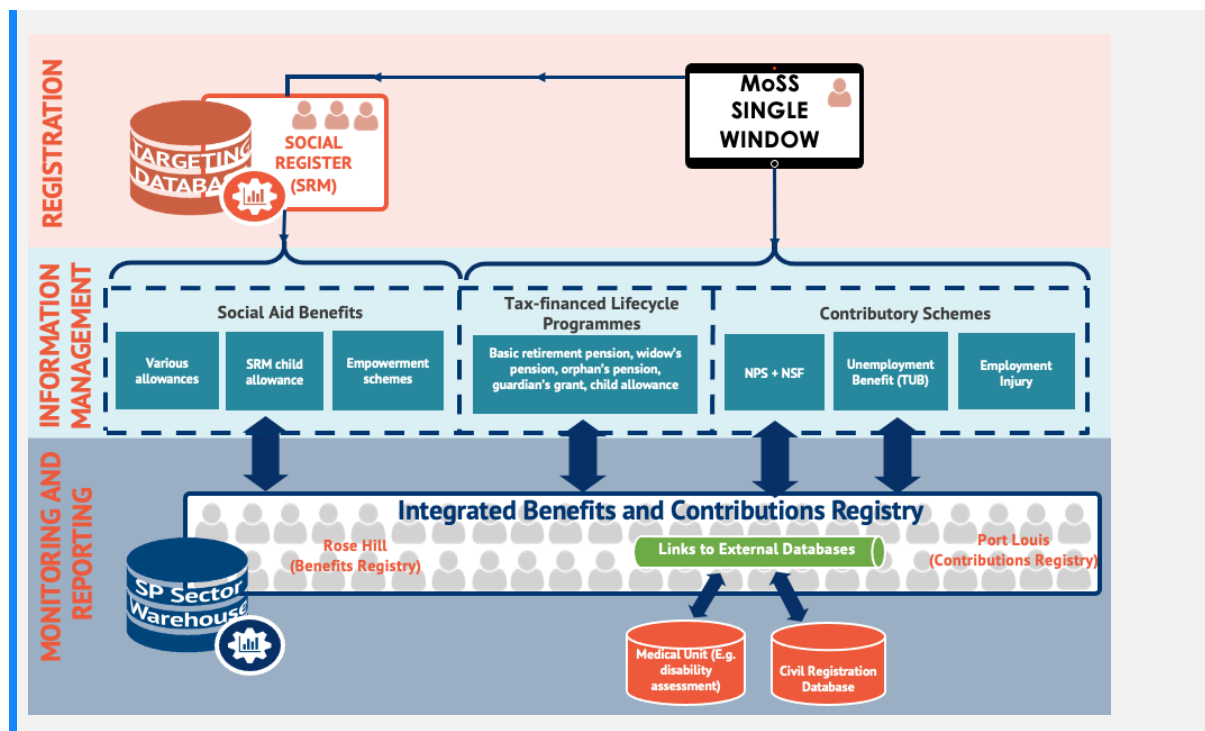 REGISTRATION
MoSS
SINGLE
WINDOW
TARGETING
DATABA
SOCIAL
REGISTER
(SRM)
INFORMATION
MANAGEMENT
Social Aid Benefits
Various
allowances
SRM child
allowance
Empowerment
schemes
Tax-financed Lifecycle
Programmes
Basic retirement pension, widow's
pension, orphan's pension,
guardian's grant, child allowance
Contributory Schemes
NPS + NSF
Unemployment
Benefit (TUB)
Employment
Injury
MONITORING AND
REPORTING
Integrated Benefits and Contributions Registry
Rose Hill
(Benefits Registry)
Links to External Databases
Port Louis
(Contributions Registry)
SP Sector
Warehouse
Medical Unit (E.g.
disability
assessment)
Civil Registration
Database